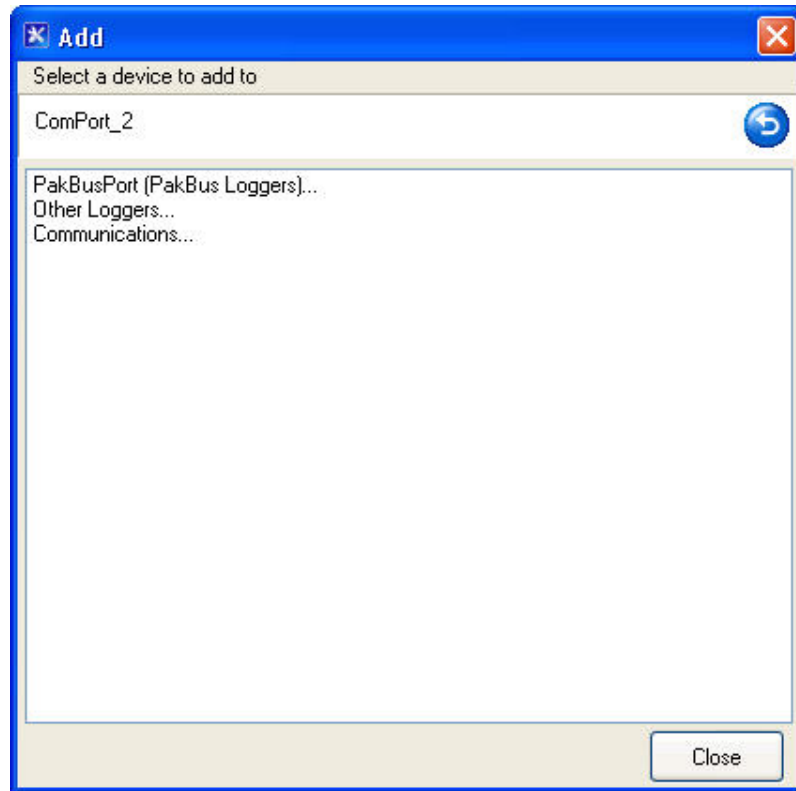 Add
Select a device to add to
ComPort_2
PakBusPort (PakBus Loggers)...
Other Loggers...
Communications...
Close